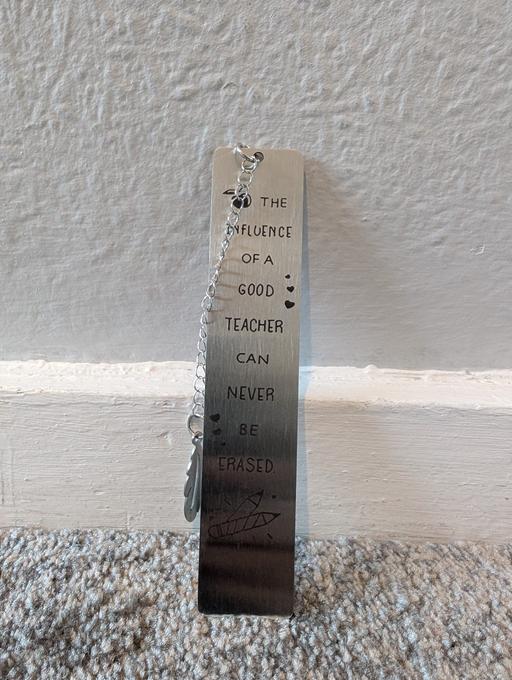 THE
INFLUENCE
OF A
GOOD
TEACHER
CAN
NEVER
BE
ERASED.